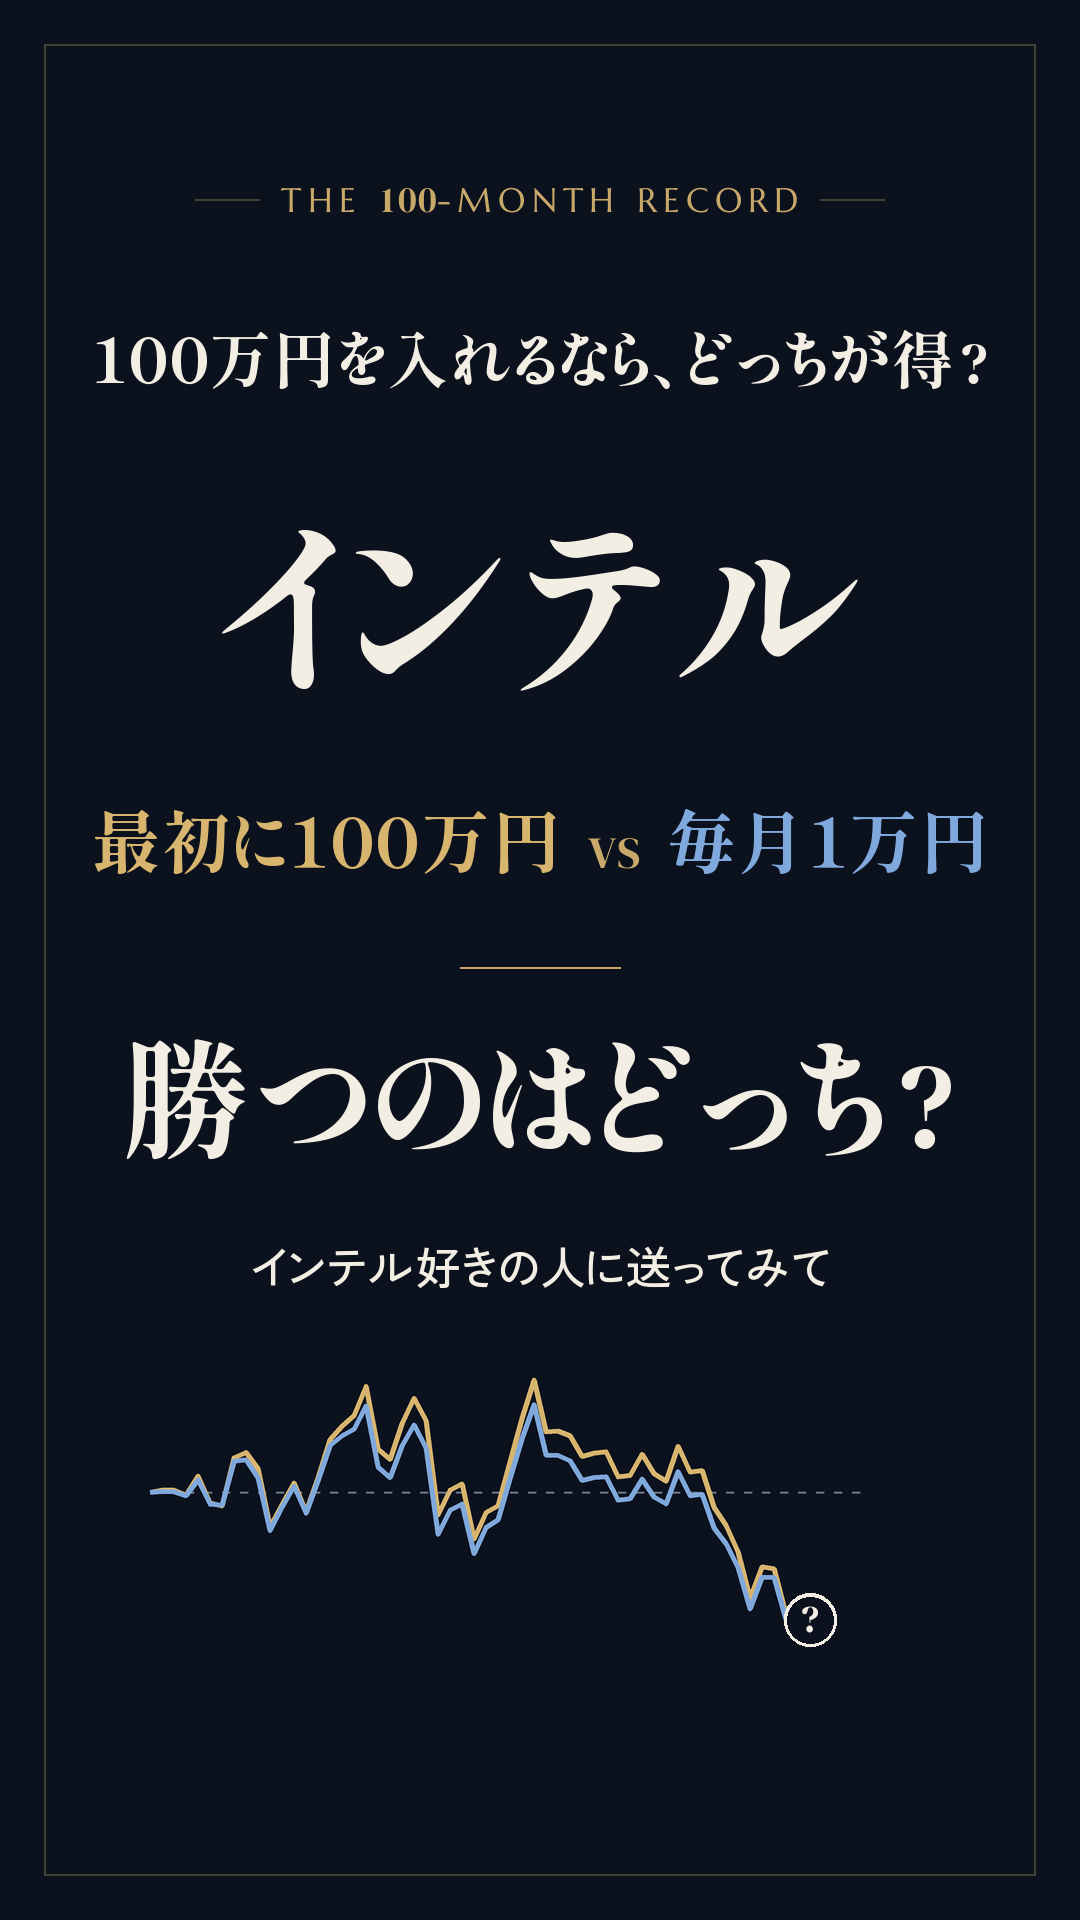 THE 100-MONTH RECORD
100万円を入れるなら、どっちが得?
インテル
最初に100万円 vs 毎月1万円
勝つのはどっち?
インテル好きの人に送ってみて
?